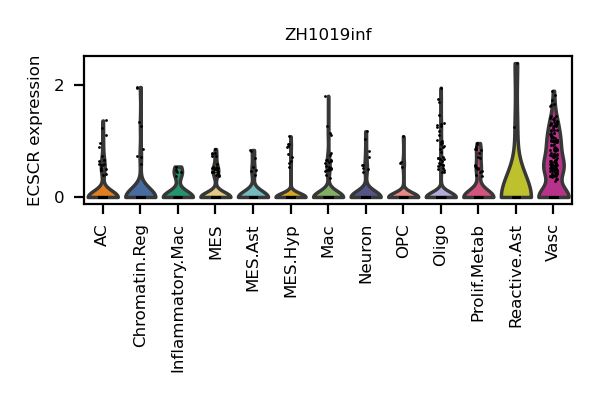 ZH1019inf
ECSCR expression
2
0
AC
Chromatin.Reg
Inflammatory.Mac
MES
MES.Ast
MES.Hyp
Mac
Neuron
OPC
Oligo
Prolif.Metab
Reactive.Ast
Vasc